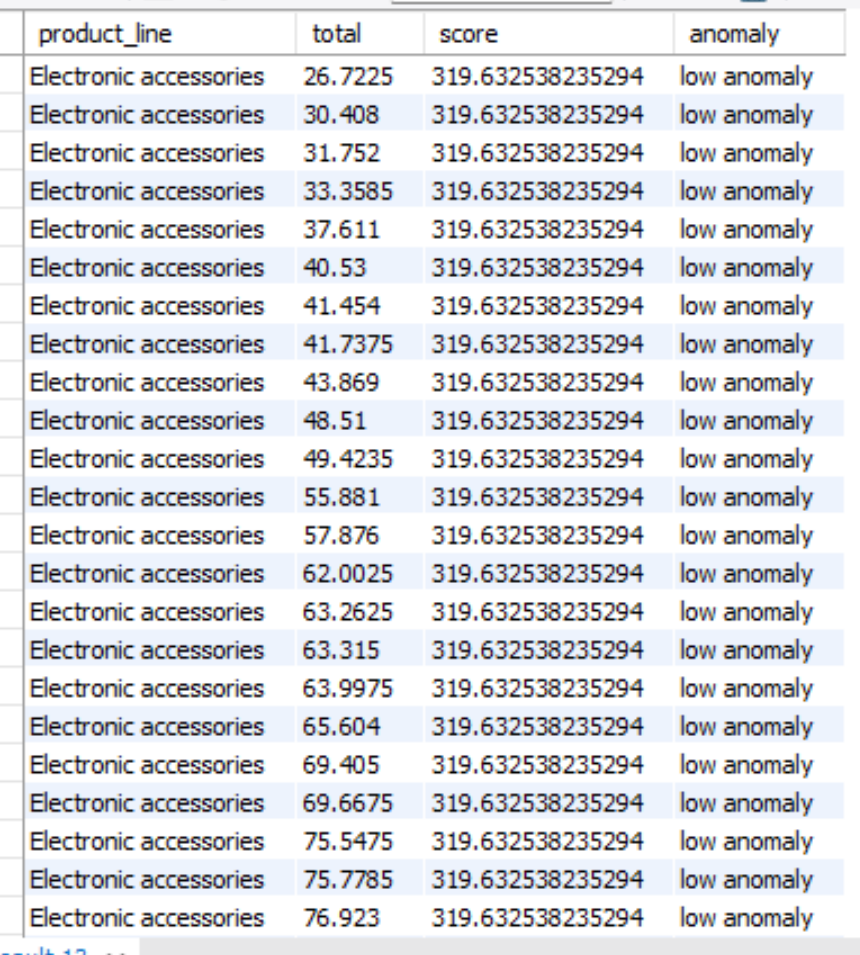 product_line total score anomaly
Electronic accessories 26.7225 319.632538235294 low anomaly
Electronic accessories 30.408 319.632538235294 low anomaly
Electronic accessories 31.752 319.632538235294 low anomaly
Electronic accessories 33.3585 319.632538235294 low anomaly
Electronic accessories 37.611 319.632538235294 low anomaly
Electronic accessories 40.53 319.632538235294 low anomaly
Electronic accessories 41.454 319.632538235294 low anomaly
Electronic accessories 41.7375 319.632538235294 low anomaly
Electronic accessories 43.869 319.632538235294 low anomaly
Electronic accessories 48.51 319.632538235294 low anomaly
Electronic accessories 49.4235 319.632538235294 low anomaly
Electronic accessories 55.881 319.632538235294 low anomaly
Electronic accessories 57.876 319.632538235294 low anomaly
Electronic accessories 62.0025 319.632538235294 low anomaly
Electronic accessories 63.2625 319.632538235294 low anomaly
Electronic accessories 63.315 319.632538235294 low anomaly
Electronic accessories 63.9975 319.632538235294 low anomaly
Electronic accessories 65.604 319.632538235294 low anomaly
Electronic accessories 69.405 319.632538235294 low anomaly
Electronic accessories 69.6675 319.632538235294 low anomaly
Electronic accessories 75.5475 319.632538235294 low anomaly
Electronic accessories 75.7785 319.632538235294 low anomaly
Electronic accessories 76.923 319.632538235294 low anomaly